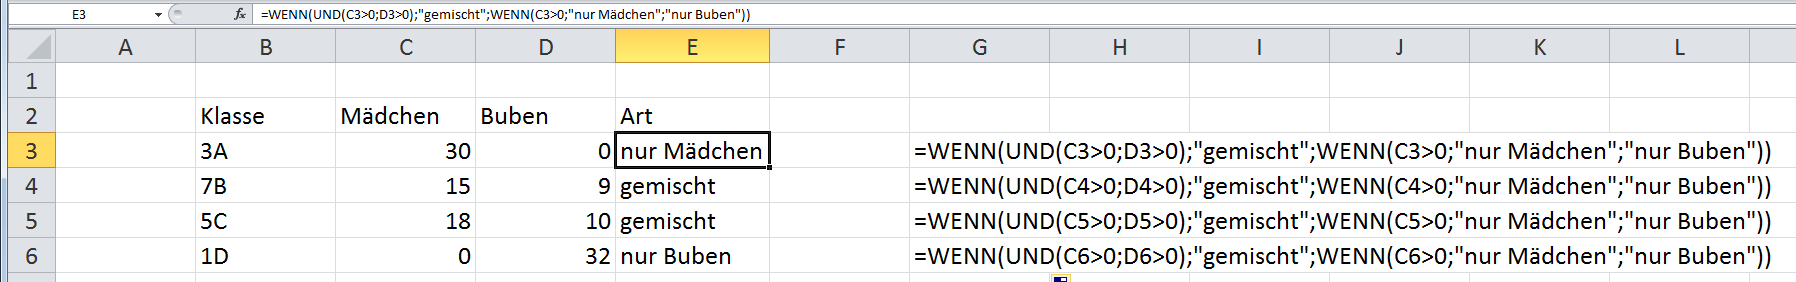 E3 fx =WENN(UND(C3>0;D3>0);"gemischt";WENN(C3>0;"nur Mädchen";"nur Buben"))
A B C D E F G H I J K L
1
2 Klasse Mädchen Buben Art
3 3A 30 0 nur Mädchen =WENN(UND(C3>0;D3>0);"gemischt";WENN(C3>0;"nur Mädchen";"nur Buben"))
4 7B 15 9 gemischt =WENN(UND(C4>0;D4>0);"gemischt";WENN(C4>0;"nur Mädchen";"nur Buben"))
5 5C 18 10 gemischt =WENN(UND(C5>0;D5>0);"gemischt";WENN(C5>0;"nur Mädchen";"nur Buben"))
6 1D 0 32 nur Buben =WENN(UND(C6>0;D6>0);"gemischt";WENN(C6>0;"nur Mädchen";"nur Buben"))